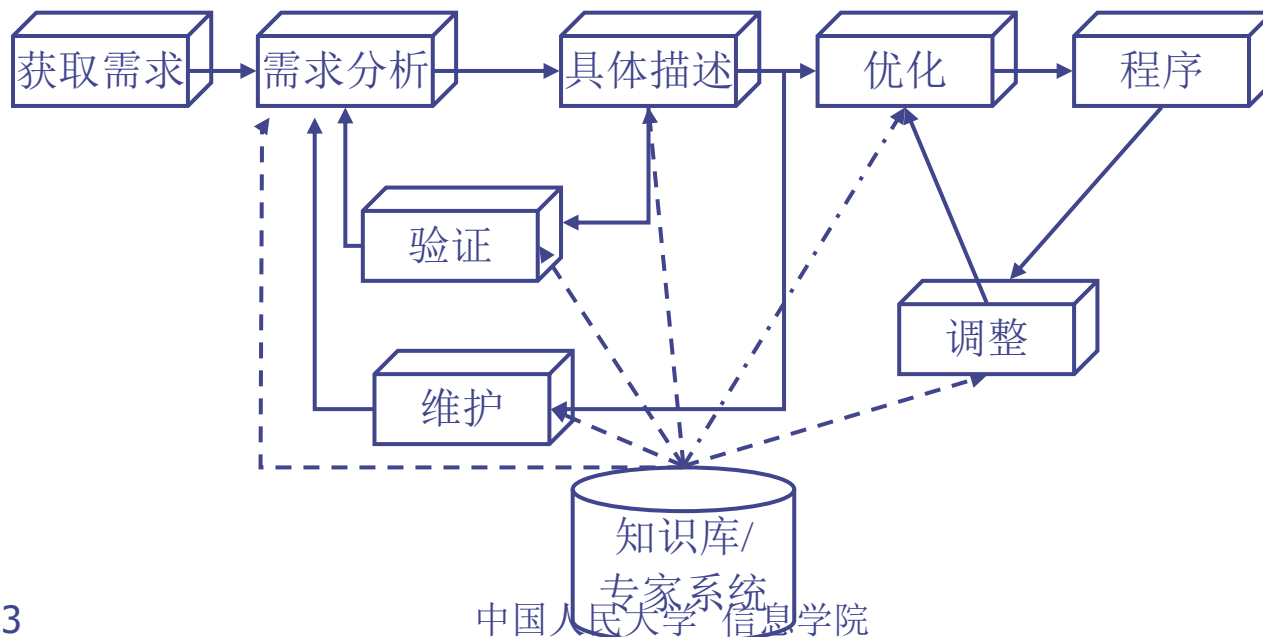 获取需求
需求分析
具体描述
优化
程序
验证
调整
维护
知识库/
专家系统
3
中国人民大学 信息学院